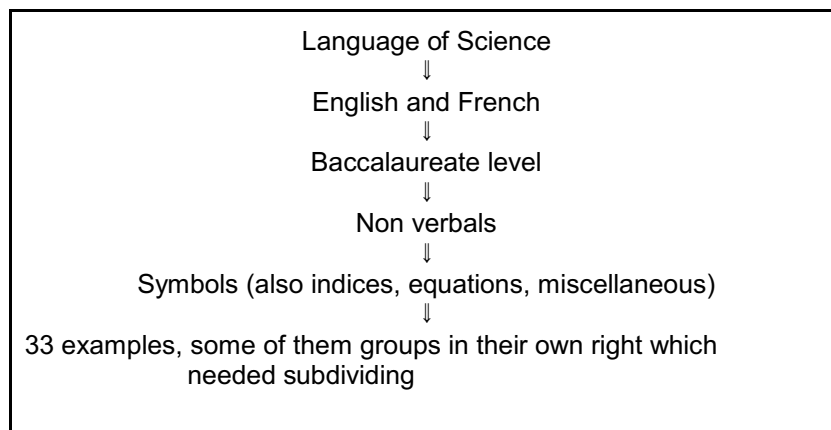 Language of Science
⇓
English and French
⇓
Baccalaureate level
⇓
Non verbals
⇓
Symbols (also indices, equations, miscellaneous)
⇓
33 examples, some of them groups in their own right which
needed subdividing